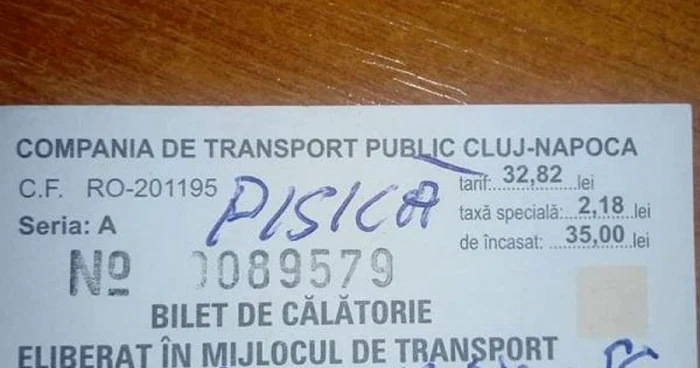 COMPANIA DE TRANSPORT PUBLIC CLUJ-NAPOCA
C.F. RO-201195
tarif: 32,82 lei
PISICĂ
Seria: A
taxă specială: 2,18 lei
de încasat: 35,00 lei
Nº 0089579
BILET DE CĂLĂTORIE
ELIBERAT ÎN MIJLOCUL DE TRANSPORT